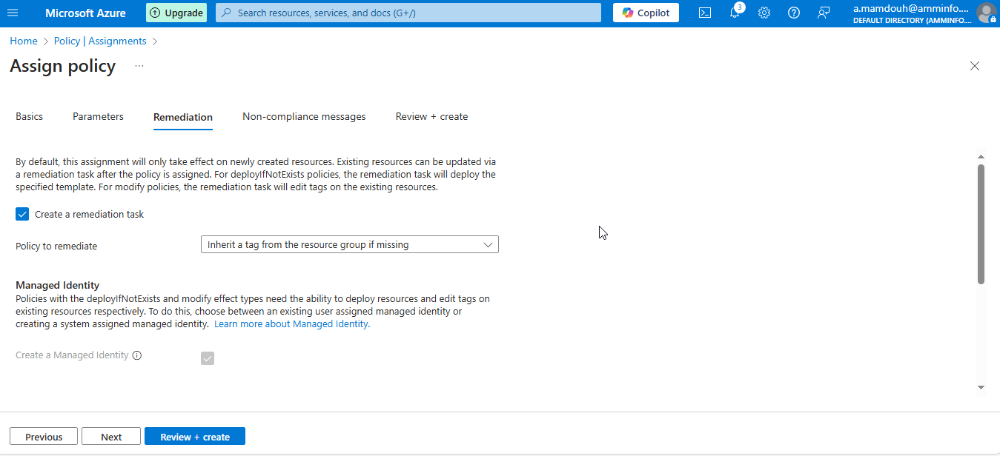 Microsoft Azure
Upgrade
Search resources, services, and docs (G+/)
Copilot
3
a.mamdouh@amminfo....
DEFAULT DIRECTORY (AMMINFO....
Home > Policy | Assignments >
Assign policy ...
Basics
Parameters
Remediation
Non-compliance messages
Review + create
By default, this assignment will only take effect on newly created resources. Existing resources can be updated via
a remediation task after the policy is assigned. For deployIfNotExists policies, the remediation task will deploy the
specified template. For modify policies, the remediation task will edit tags on the existing resources.
Create a remediation task
Policy to remediate
Inherit a tag from the resource group if missing
Managed Identity
Policies with the deployIfNotExists and modify effect types need the ability to deploy resources and edit tags on
existing resources respectively. To do this, choose between an existing user assigned managed identity or
creating a system assigned managed identity. Learn more about Managed Identity.
Create a Managed Identity
Previous
Next
Review + create